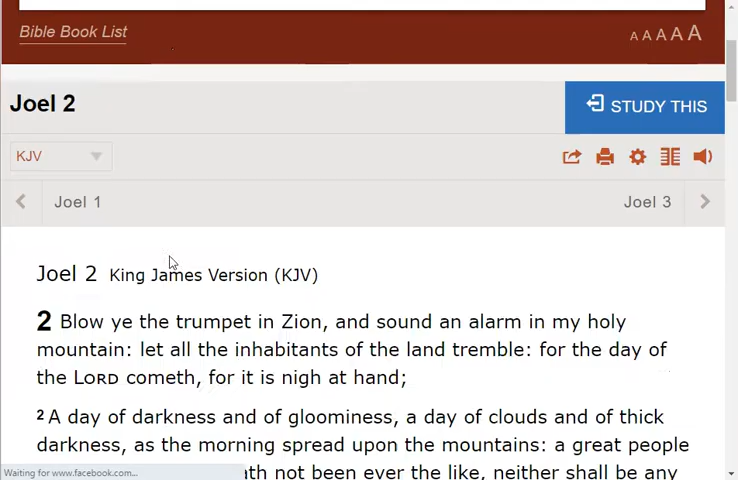 Bible Book List
A A A A A
Joel 2
STUDY THIS
KJV
Joel 1
Joel 3
Joel 2 King James Version (KJV)
2 Blow ye the trumpet in Zion, and sound an alarm in my holy
mountain: let all the inhabitants of the land tremble: for the day of
the LORD cometh, for it is nigh at hand;
2 A day of darkness and of gloominess, a day of clouds and of thick
darkness, as the morning spread upon the mountains: a great people
ath not been ever the like, neither shall be any
Waiting for www.facebook.com...